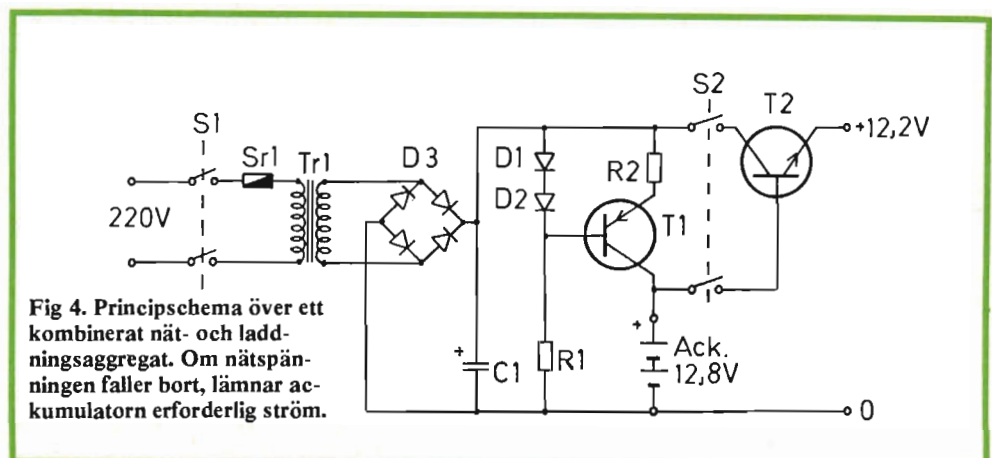 S1
Sr1
Tr1
D3
220V
D1
D2
R2
T1
S2
T2
+12,2V
+
C1
R1
+
Ack.
12,8V
0
Fig 4. Principschema över ett
kombinerat nät- och ladd-
ningsaggregat. Om nätspän-
ningen faller bort, lämnar ac-
kumulatorn erforderlig ström.